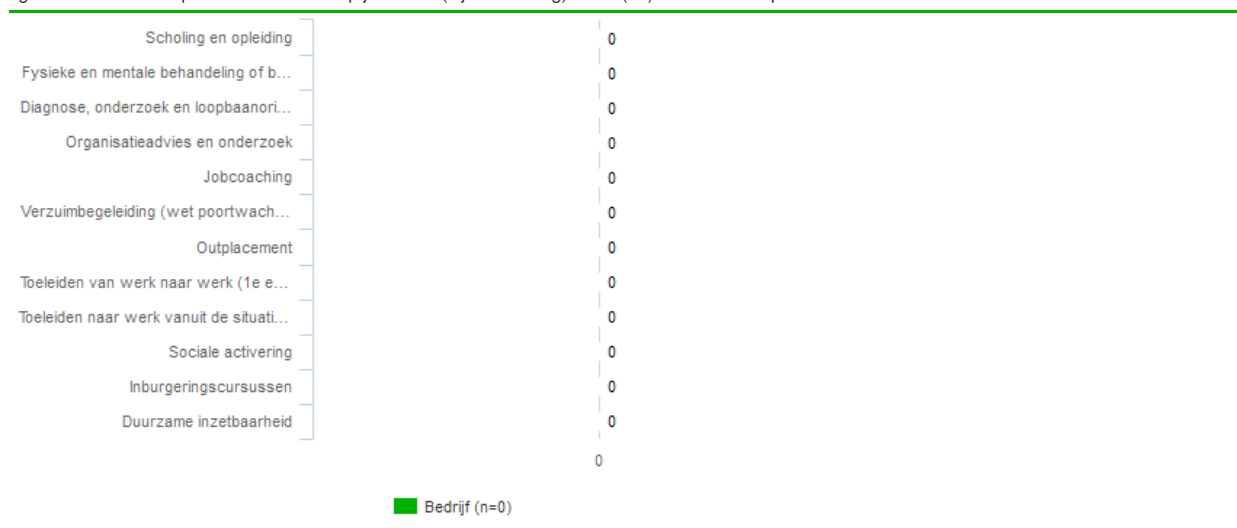 Scholing en opleiding 0
Fysieke en mentale behandeling of b... 0
Diagnose, onderzoek en loopbaanori... 0
Organisatieadvies en onderzoek 0
Jobcoaching 0
Verzuimbegeleiding (wet poortwach... 0
Outplacement 0
Toeleiden van werk naar werk (1e e... 0
Toeleiden naar werk vanuit de situati... 0
Sociale activering 0
Inburgeringscursussen 0
Duurzame inzetbaarheid 0
0
Bedrijf (n=0)